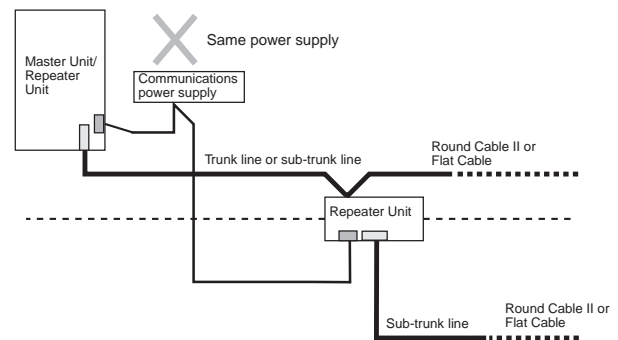 Same power supply
Master Unit/
Repeater
Unit
Communications
power supply
Trunk line or sub-trunk line
Round Cable II or
Flat Cable
Repeater Unit
Sub-trunk line
Round Cable II or
Flat Cable